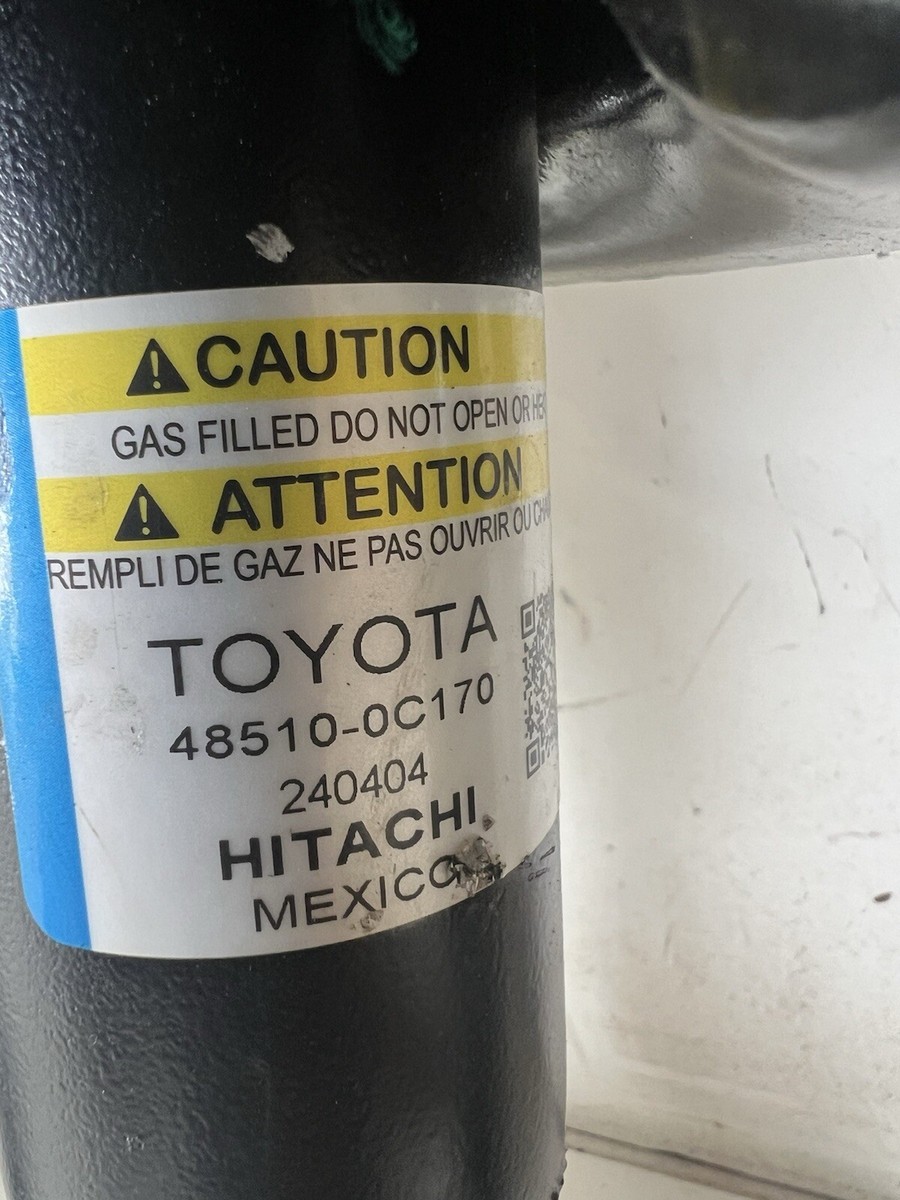 CAUTION
GAS FILLED DO NOT OPEN OR
ATTENTION
REMPLI DE GAZ NE PAS OUVRIR OU
TOYOTA
48510-0C170
240404
HITACHI
MEXICO